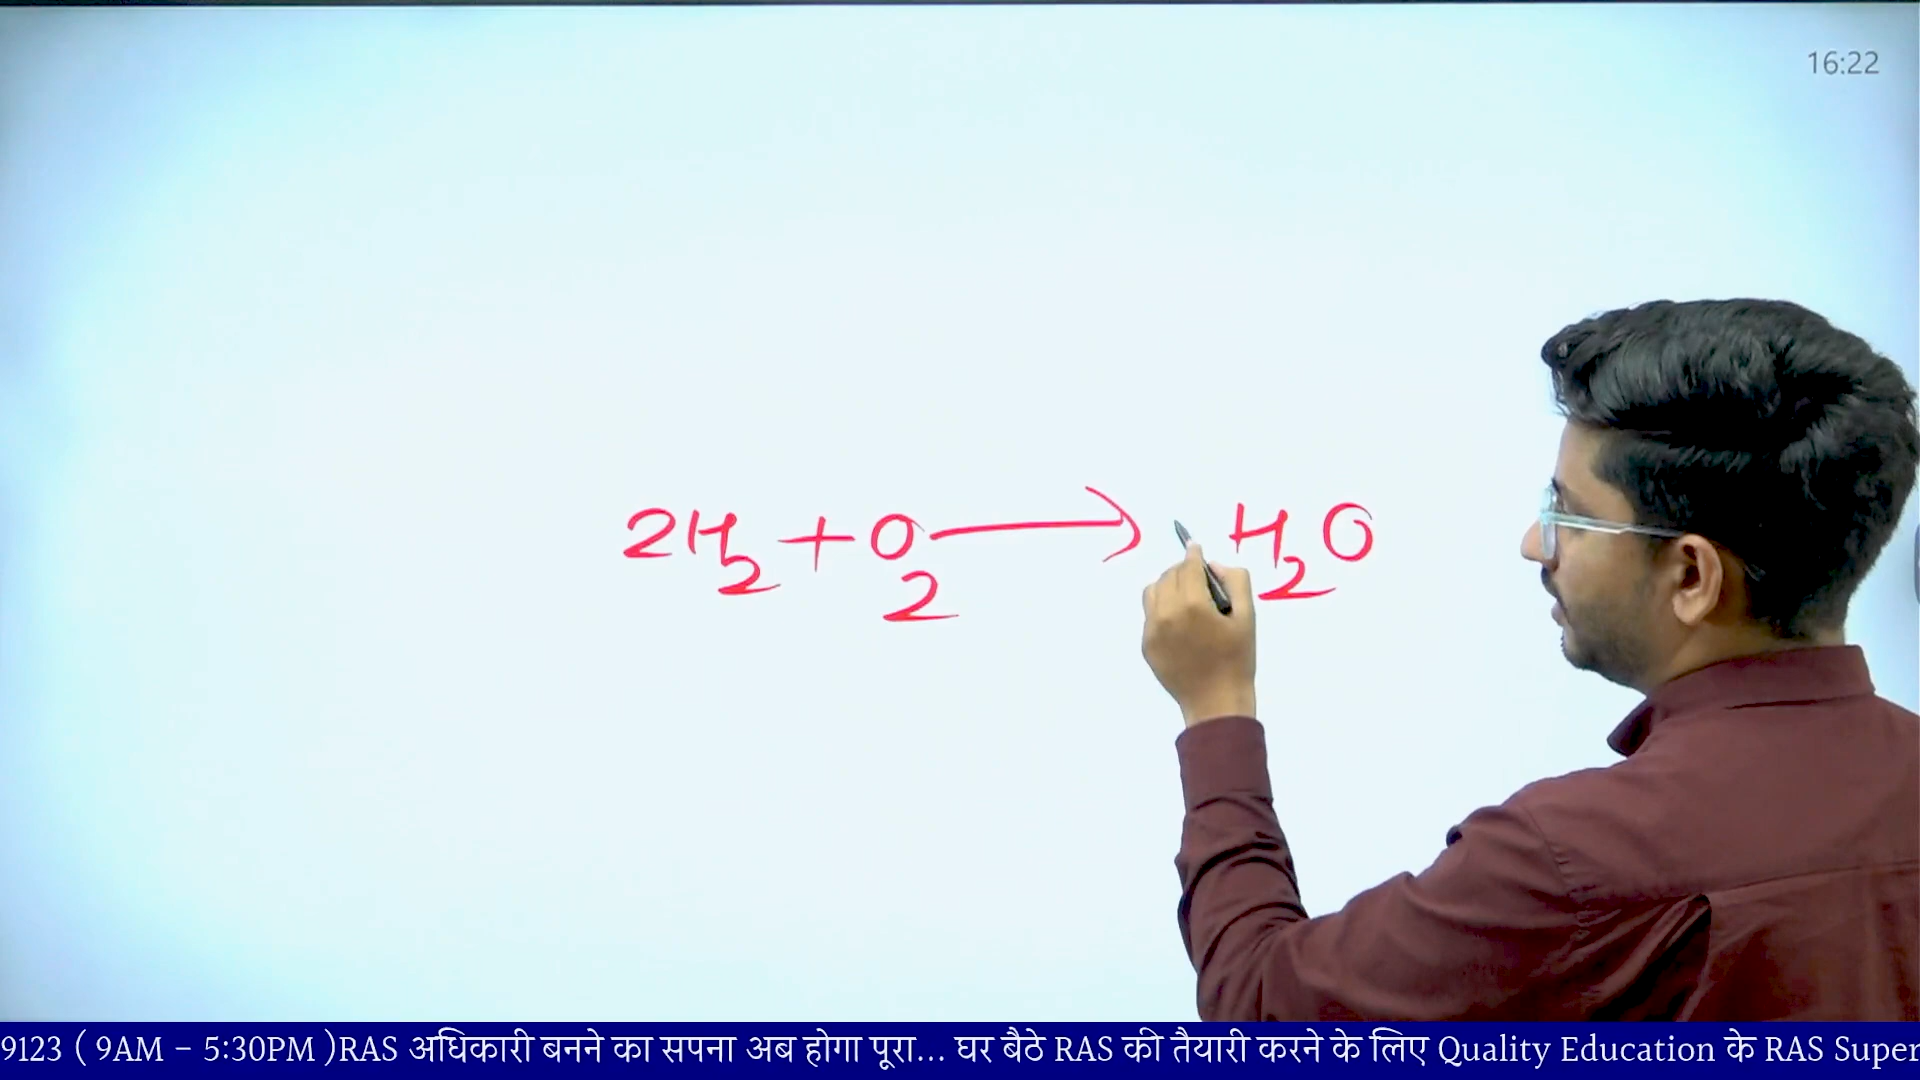 16:22
2H₂ + O₂ → H₂O
9123 ( 9AM – 5:30PM )RAS अधिकारी बनने का सपना अब होगा पूरा... घर बैठे RAS की तैयारी करने के लिए Quality Education के RAS Super